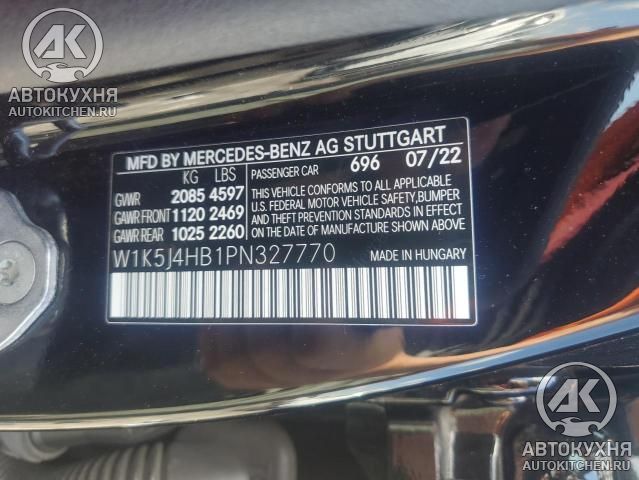 АК
АВТОКУХНЯ
AUTOKITCHEN.RU
MFD BY MERCEDES-BENZ AG STUTTGART
KG LBS PASSENGER CAR 696 07/22
GVWR 2085 4597
GAWR FRONT 1120 2469
GAWR REAR 1025 2260
THIS VEHICLE CONFORMS TO ALL APPLICABLE
U.S. FEDERAL MOTOR VEHICLE SAFETY, BUMPER
AND THEFT PREVENTION STANDARDS IN EFFECT
ON THE DATE OF MANUFACTURE SHOWN ABOVE
W1K5J4HB1PN327770 MADE IN HUNGARY
АК
АВТОКУХНЯ
AUTOKITCHEN.RU